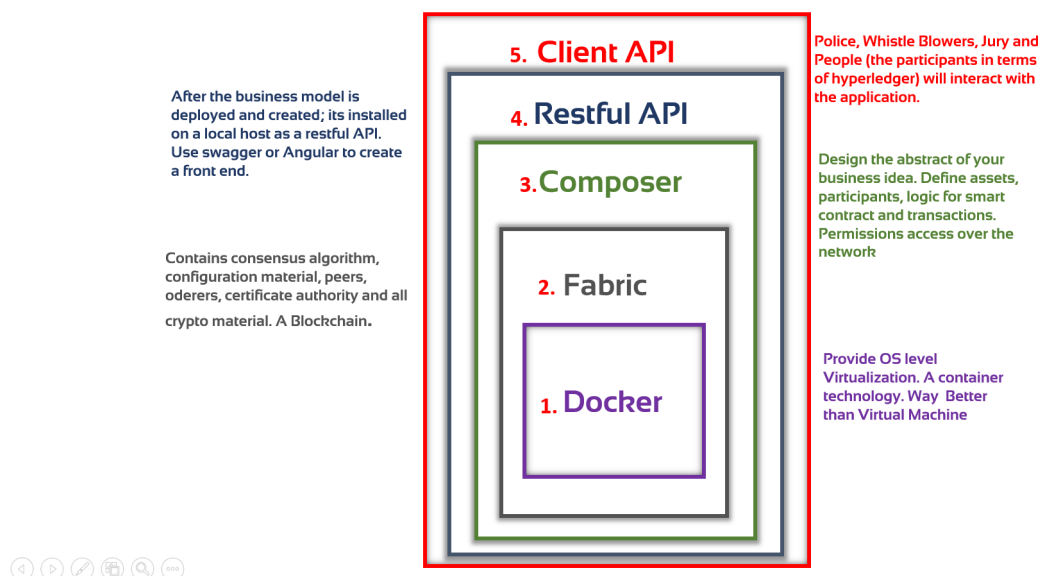 5. Client API
Police, Whistle Blowers, Jury and
People (the participants in terms
of hyperledger) will interact with
the application.
After the business model is
deployed and created; its installed
on a local host as a restful API.
Use swagger or Angular to create
a front end.
4. Restful API
3.Composer
Design the abstract of your
business idea. Define assets,
participants, logic for smart
contract and transactions.
Permissions access over the
network
Contains consensus algorithm,
configuration material, peers,
oderers, certificate authority and all
crypto material. A Blockchain.
2. Fabric
1. Docker
Provide OS level
Virtualization. A container
technology. Way Better
than Virtual Machine